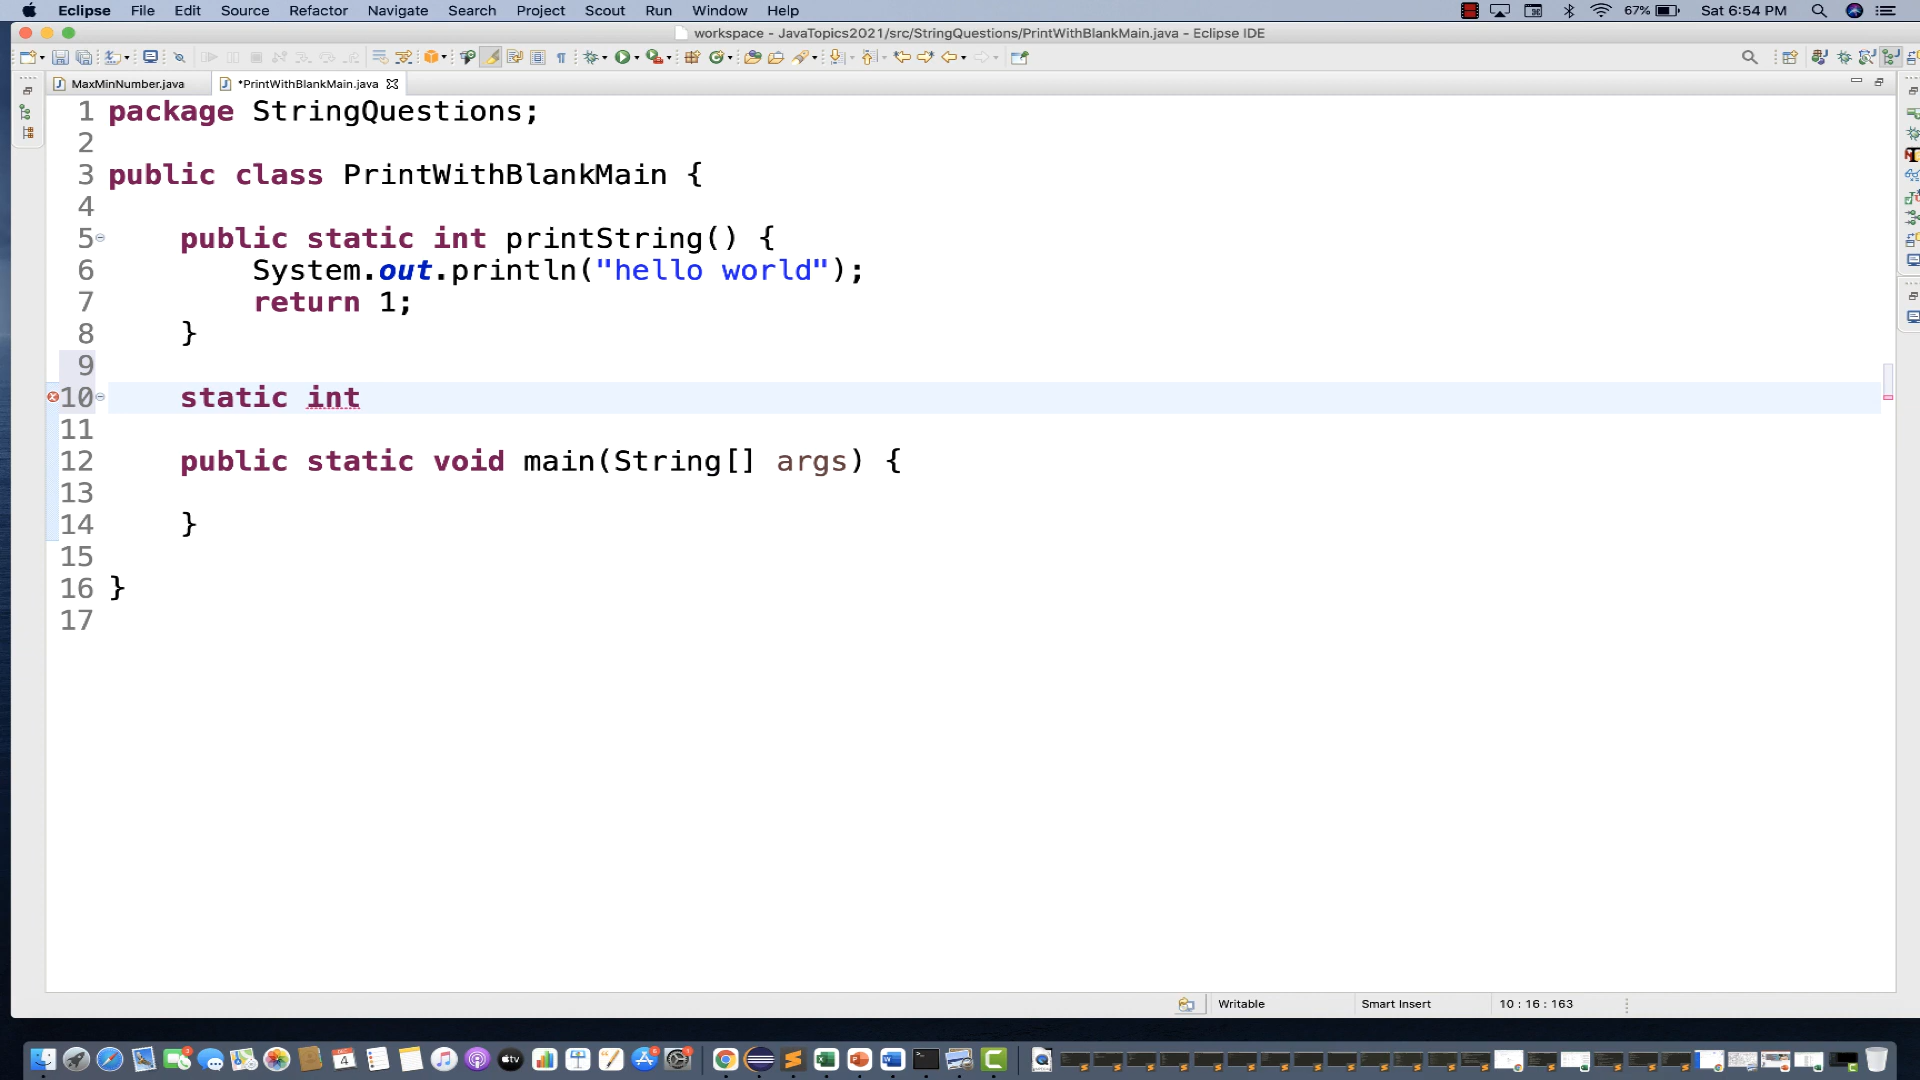 Eclipse File Edit Source Refactor Navigate Search Project Scout Run Window Help 67% Sat 6:54 PM
workspace - JavaTopics2021/src/StringQuestions/PrintWithBlankMain.java - Eclipse IDE
MaxMinNumber.java *PrintWithBlankMain.java
1 package StringQuestions;
2
3 public class PrintWithBlankMain {
4
5 public static int printString() {
6 System.out.println("hello world");
7 return 1;
8 }
9
10 static int
11
12 public static void main(String[] args) {
13
14 }
15
16 }
17
Writable Smart Insert 10 : 16 : 163